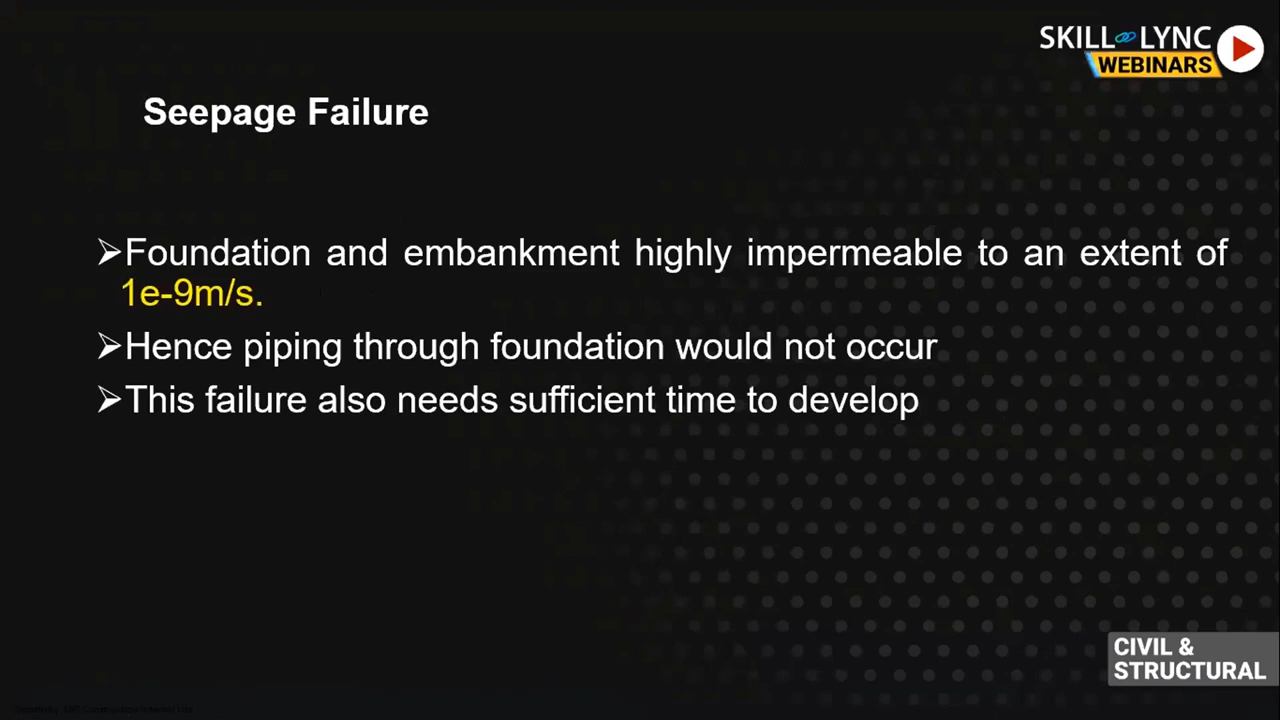 SKILL LYNC
WEBINARS
Seepage Failure
➢Foundation and embankment highly impermeable to an extent of
1e-9m/s.
➢Hence piping through foundation would not occur
➢This failure also needs sufficient time to develop
CIVIL &
STRUCTURAL